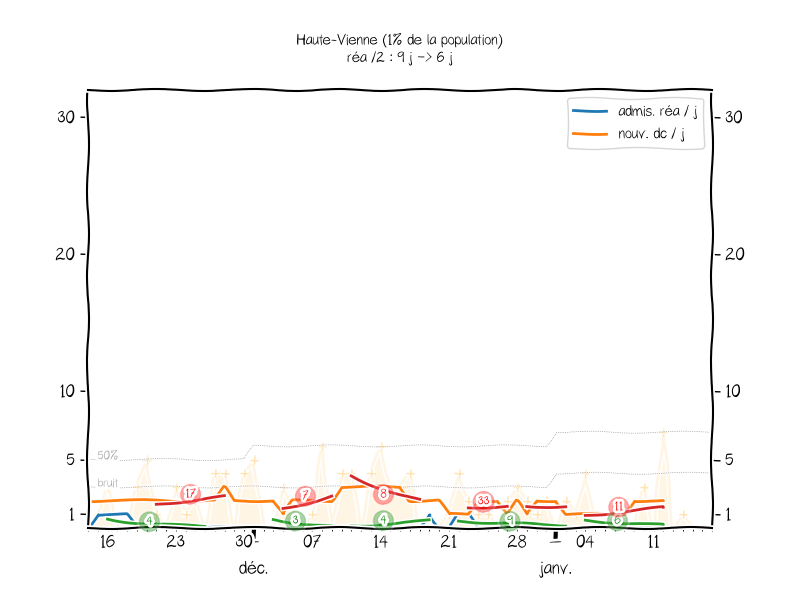 Haute-Vienne (1% de la population)
réa /2 : 9 j -> 6 j
admis. réa / j
nouv. dc / j
30 30
20 20
10 10
5 5
1 1
50%
bruit
17 7 8 33 11
4 3 4 9 6
16 23 30 07 14 21 28 04 11
déc. janv.